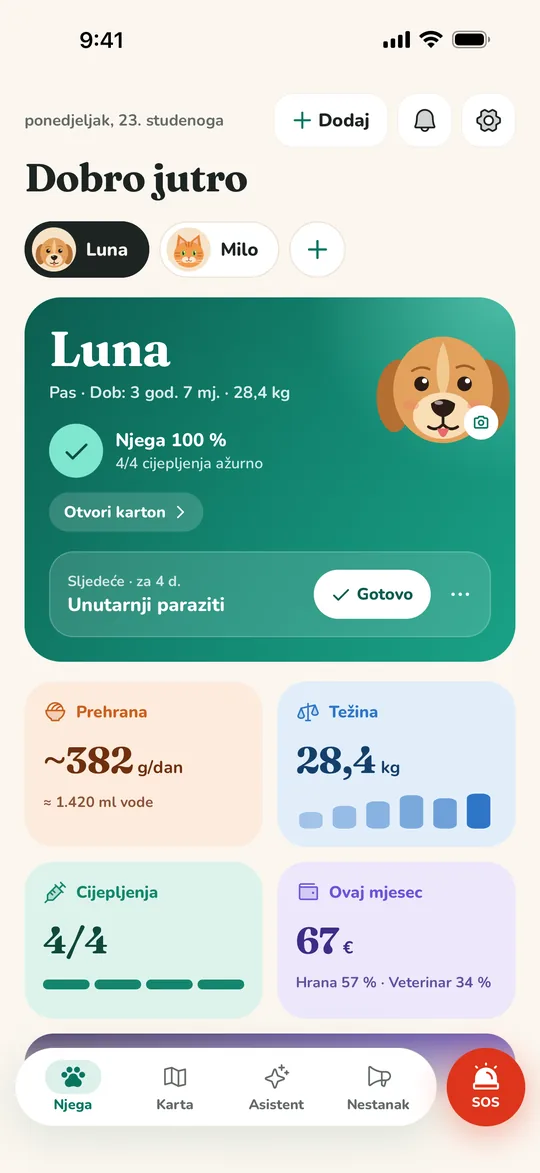 9:41
ponedjeljak, 23. studenoga
Dodaj
Dobro jutro
Luna
Milo
Luna
Pas · Dob: 3 god. 7 mj. · 28,4 kg
Njega 100 %
4/4 cijepljenja ažurno
Otvori karton
Sljedeće · za 4 d.
Unutarnji paraziti
Gotovo
Prehrana
~382 g/dan
≈ 1.420 ml vode
Težina
28,4 kg
Cijepljenja
4/4
Ovaj mjesec
67 €
Hrana 57 % · Veterinar 34 %
Njega
Karta
Asistent
Nestanak
SOS